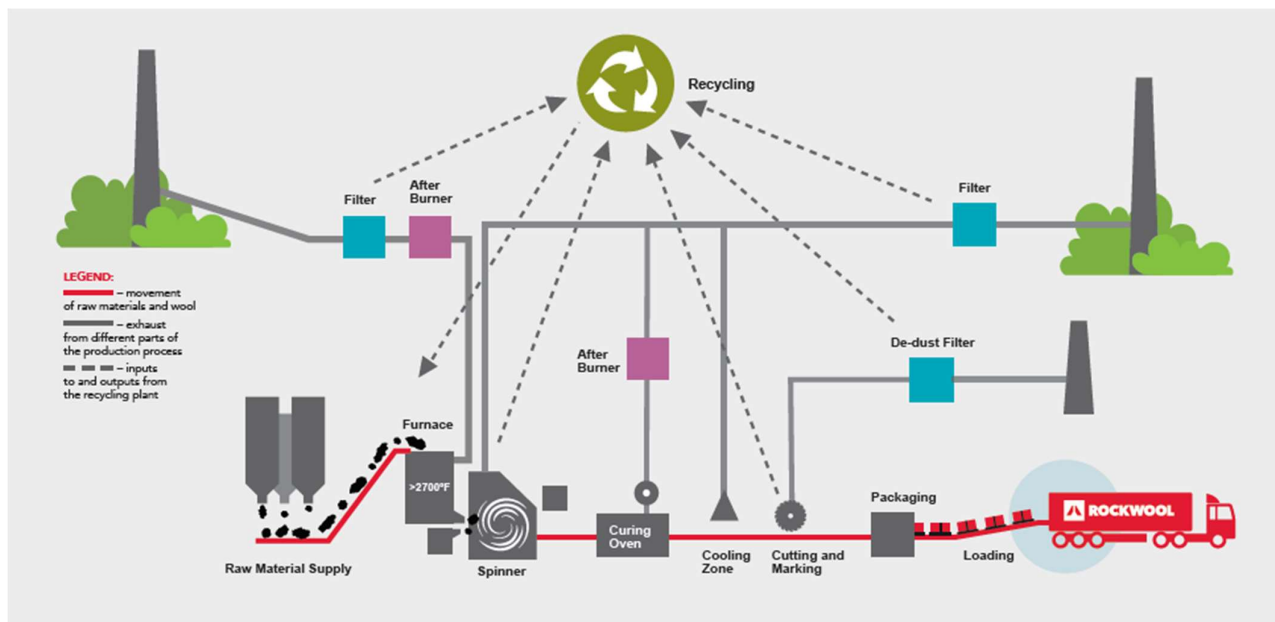 Recycling
Filter
After
Burner
Filter
LEGEND:
– movement
of raw materials and wool
– exhaust
from different parts of
the production process
– inputs
to and outputs from
the recycling plant
After
Burner
De-dust Filter
Furnace
>2700°F
Raw Material Supply
Spinner
Curing
Oven
Cooling
Zone
Cutting and
Marking
Packaging
Loading
ROCKWOOL